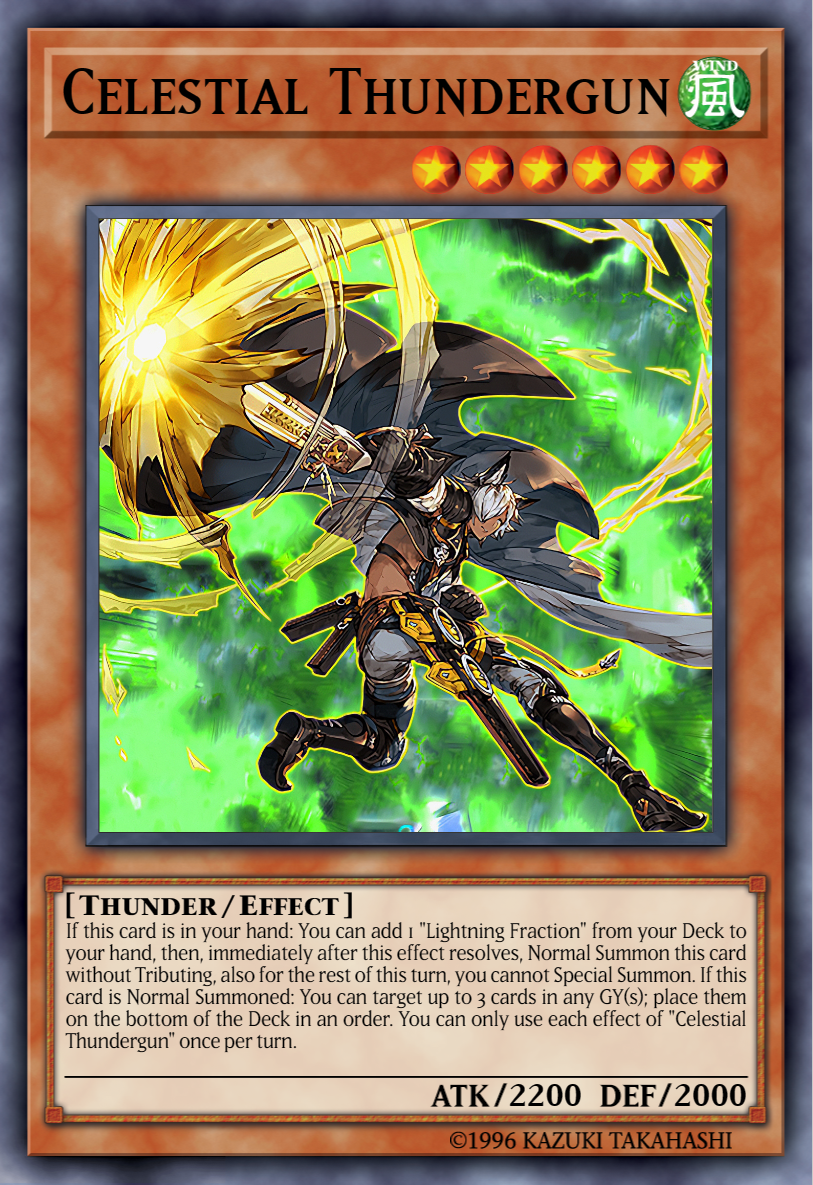 Celestial Thundergun
WIND
風
[Thunder/Effect]
If this card is in your hand: You can add 1 "Lightning Fraction" from your Deck to
your hand, then, immediately after this effect resolves, Normal Summon this card
without Tributing, also for the rest of this turn, you cannot Special Summon. If this
card is Normal Summoned: You can target up to 3 cards in any GY(s); place them
on the bottom of the Deck in an order. You can only use each effect of "Celestial
Thundergun" once per turn.
ATK/2200 DEF/2000
©1996 KAZUKI TAKAHASHI